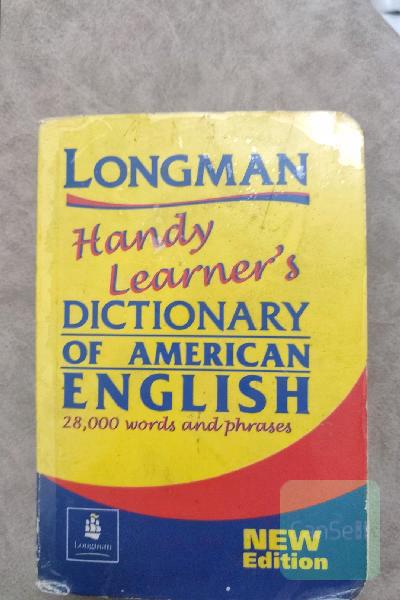 LONGMAN
Handy
Learner's
DICTIONARY
OF AMERICAN
ENGLISH
28,000 words and phrases
Longman
NEW
Edition